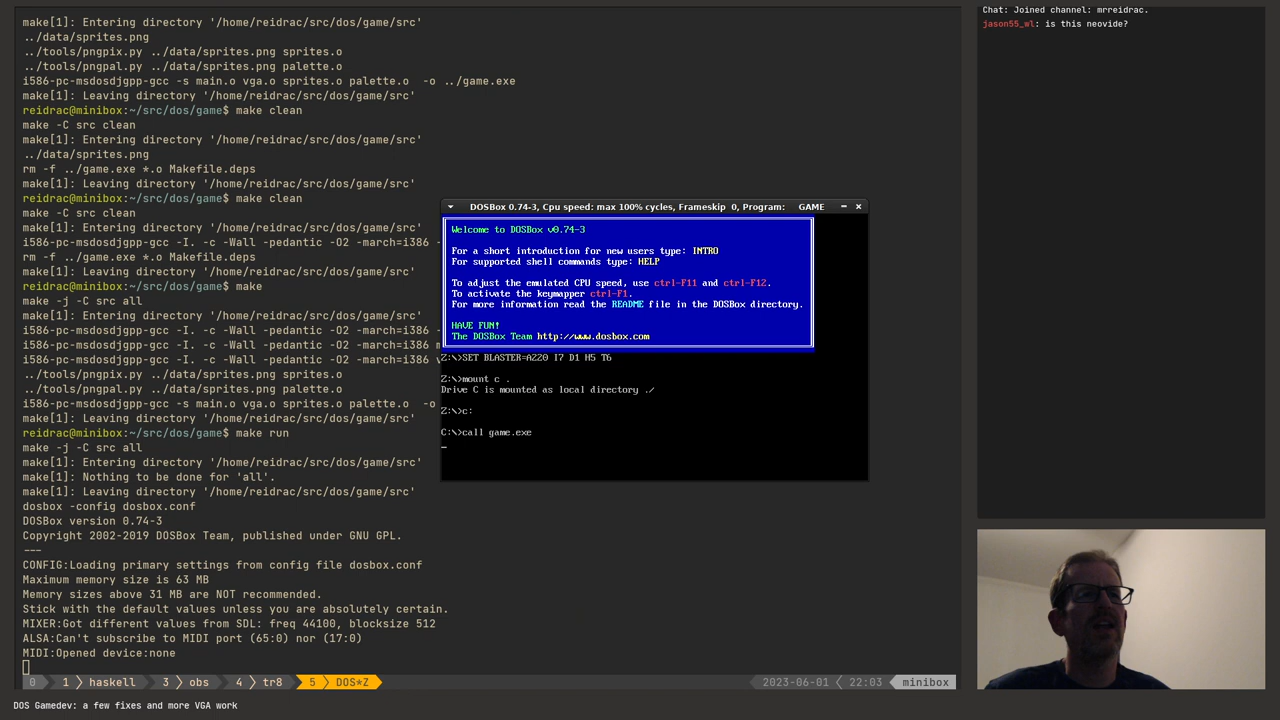 make[1]: Entering directory '/home/reidrac/src/dos/game/src'
../data/sprites.png
../tools/pngpix.py ../data/sprites.png sprites.o
../tools/pngpal.py ../data/sprites.png palette.o
i586-pc-msdosdjgpp-gcc -s main.o vga.o sprites.o palette.o  -o ../game.exe
make[1]: Leaving directory '/home/reidrac/src/dos/game/src'
reidrac@minibox:~/src/dos/game$ make clean
make -C src clean
make[1]: Entering directory '/home/reidrac/src/dos/game/src'
../data/sprites.png
rm -f ../game.exe *.o Makefile.deps
make[1]: Leaving directory '/home/reidrac/src/dos/game/src'
reidrac@minibox:~/src/dos/game$ make clean
make -C src clean
make[1]: Entering directory '/home/reidrac/src/dos/game/src'
i586-pc-msdosdjgpp-gcc -I. -c -Wall -pedantic -O2 -march=i386 -
rm -f ../game.exe *.o Makefile.deps
make[1]: Leaving directory '/home/reidrac/src/dos/game/src'
reidrac@minibox:~/src/dos/game$ make
make -j -C src all
make[1]: Entering directory '/home/reidrac/src/dos/game/src'
i586-pc-msdosdjgpp-gcc -I. -c -Wall -pedantic -O2 -march=i386 -
i586-pc-msdosdjgpp-gcc -I. -c -Wall -pedantic -O2 -march=i386 m
i586-pc-msdosdjgpp-gcc -I. -c -Wall -pedantic -O2 -march=i386 v
../tools/pngpix.py ../data/sprites.png sprites.o
../tools/pngpal.py ../data/sprites.png palette.o
i586-pc-msdosdjgpp-gcc -s main.o vga.o sprites.o palette.o  -o
make[1]: Leaving directory '/home/reidrac/src/dos/game/src'
reidrac@minibox:~/src/dos/game$ make run
make -j -C src all
make[1]: Entering directory '/home/reidrac/src/dos/game/src'
make[1]: Nothing to be done for 'all'.
make[1]: Leaving directory '/home/reidrac/src/dos/game/src'
dosbox -config dosbox.conf
DOSBox version 0.74-3
Copyright 2002-2019 DOSBox Team, published under GNU GPL.
---
CONFIG:Loading primary settings from config file dosbox.conf
Maximum memory size is 63 MB
Memory sizes above 31 MB are NOT recommended.
Stick with the default values unless you are absolutely certain.
MIXER:Got different values from SDL: freq 44100, blocksize 512
ALSA:Can't subscribe to MIDI port (65:0) nor (17:0)
MIDI:Opened device:none
0 1 haskell 3 obs 4 tr8 5 DOS*Z 2023-06-01 22:03 minibox
DOS Gamedev: a few fixes and more VGA work
DOSBox 0.74-3, Cpu speed: max 100% cycles, Frameskip  0, Program:    GAME
Welcome to DOSBox v0.74-3
For a short introduction for new users type: INTRO
For supported shell commands type: HELP
To adjust the emulated CPU speed, use ctrl-F11 and ctrl-F12.
To activate the keymapper ctrl-F1.
For more information read the README file in the DOSBox directory.
HAVE FUN!
The DOSBox Team http://www.dosbox.com
Z:\>SET BLASTER=A220 I7 D1 H5 T6
Z:\>mount c .
Drive C is mounted as local directory ./
Z:\>c:
C:\>call game.exe
Chat: Joined channel: mrreidrac.
jason55_wl: is this neovide?